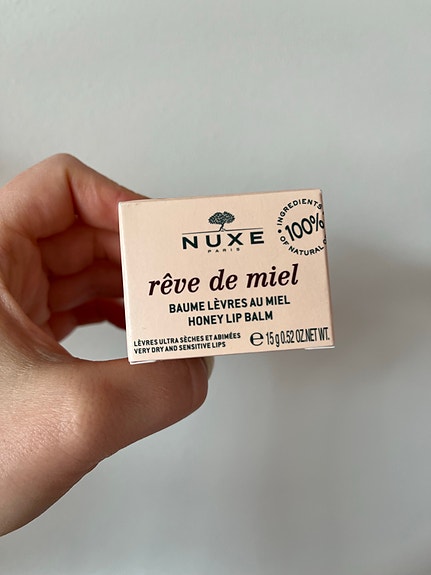 NUXE
PARIS
INGREDIENTS
100%
OF NATURAL
rêve de miel
BAUME LÈVRES AU MIEL
HONEY LIP BALM
LÈVRES ULTRA SÈCHES ET ABIMÉES
VERY DRY AND SENSITIVE LIPS
℮ 15 g 0.52 OZ.NET WT.